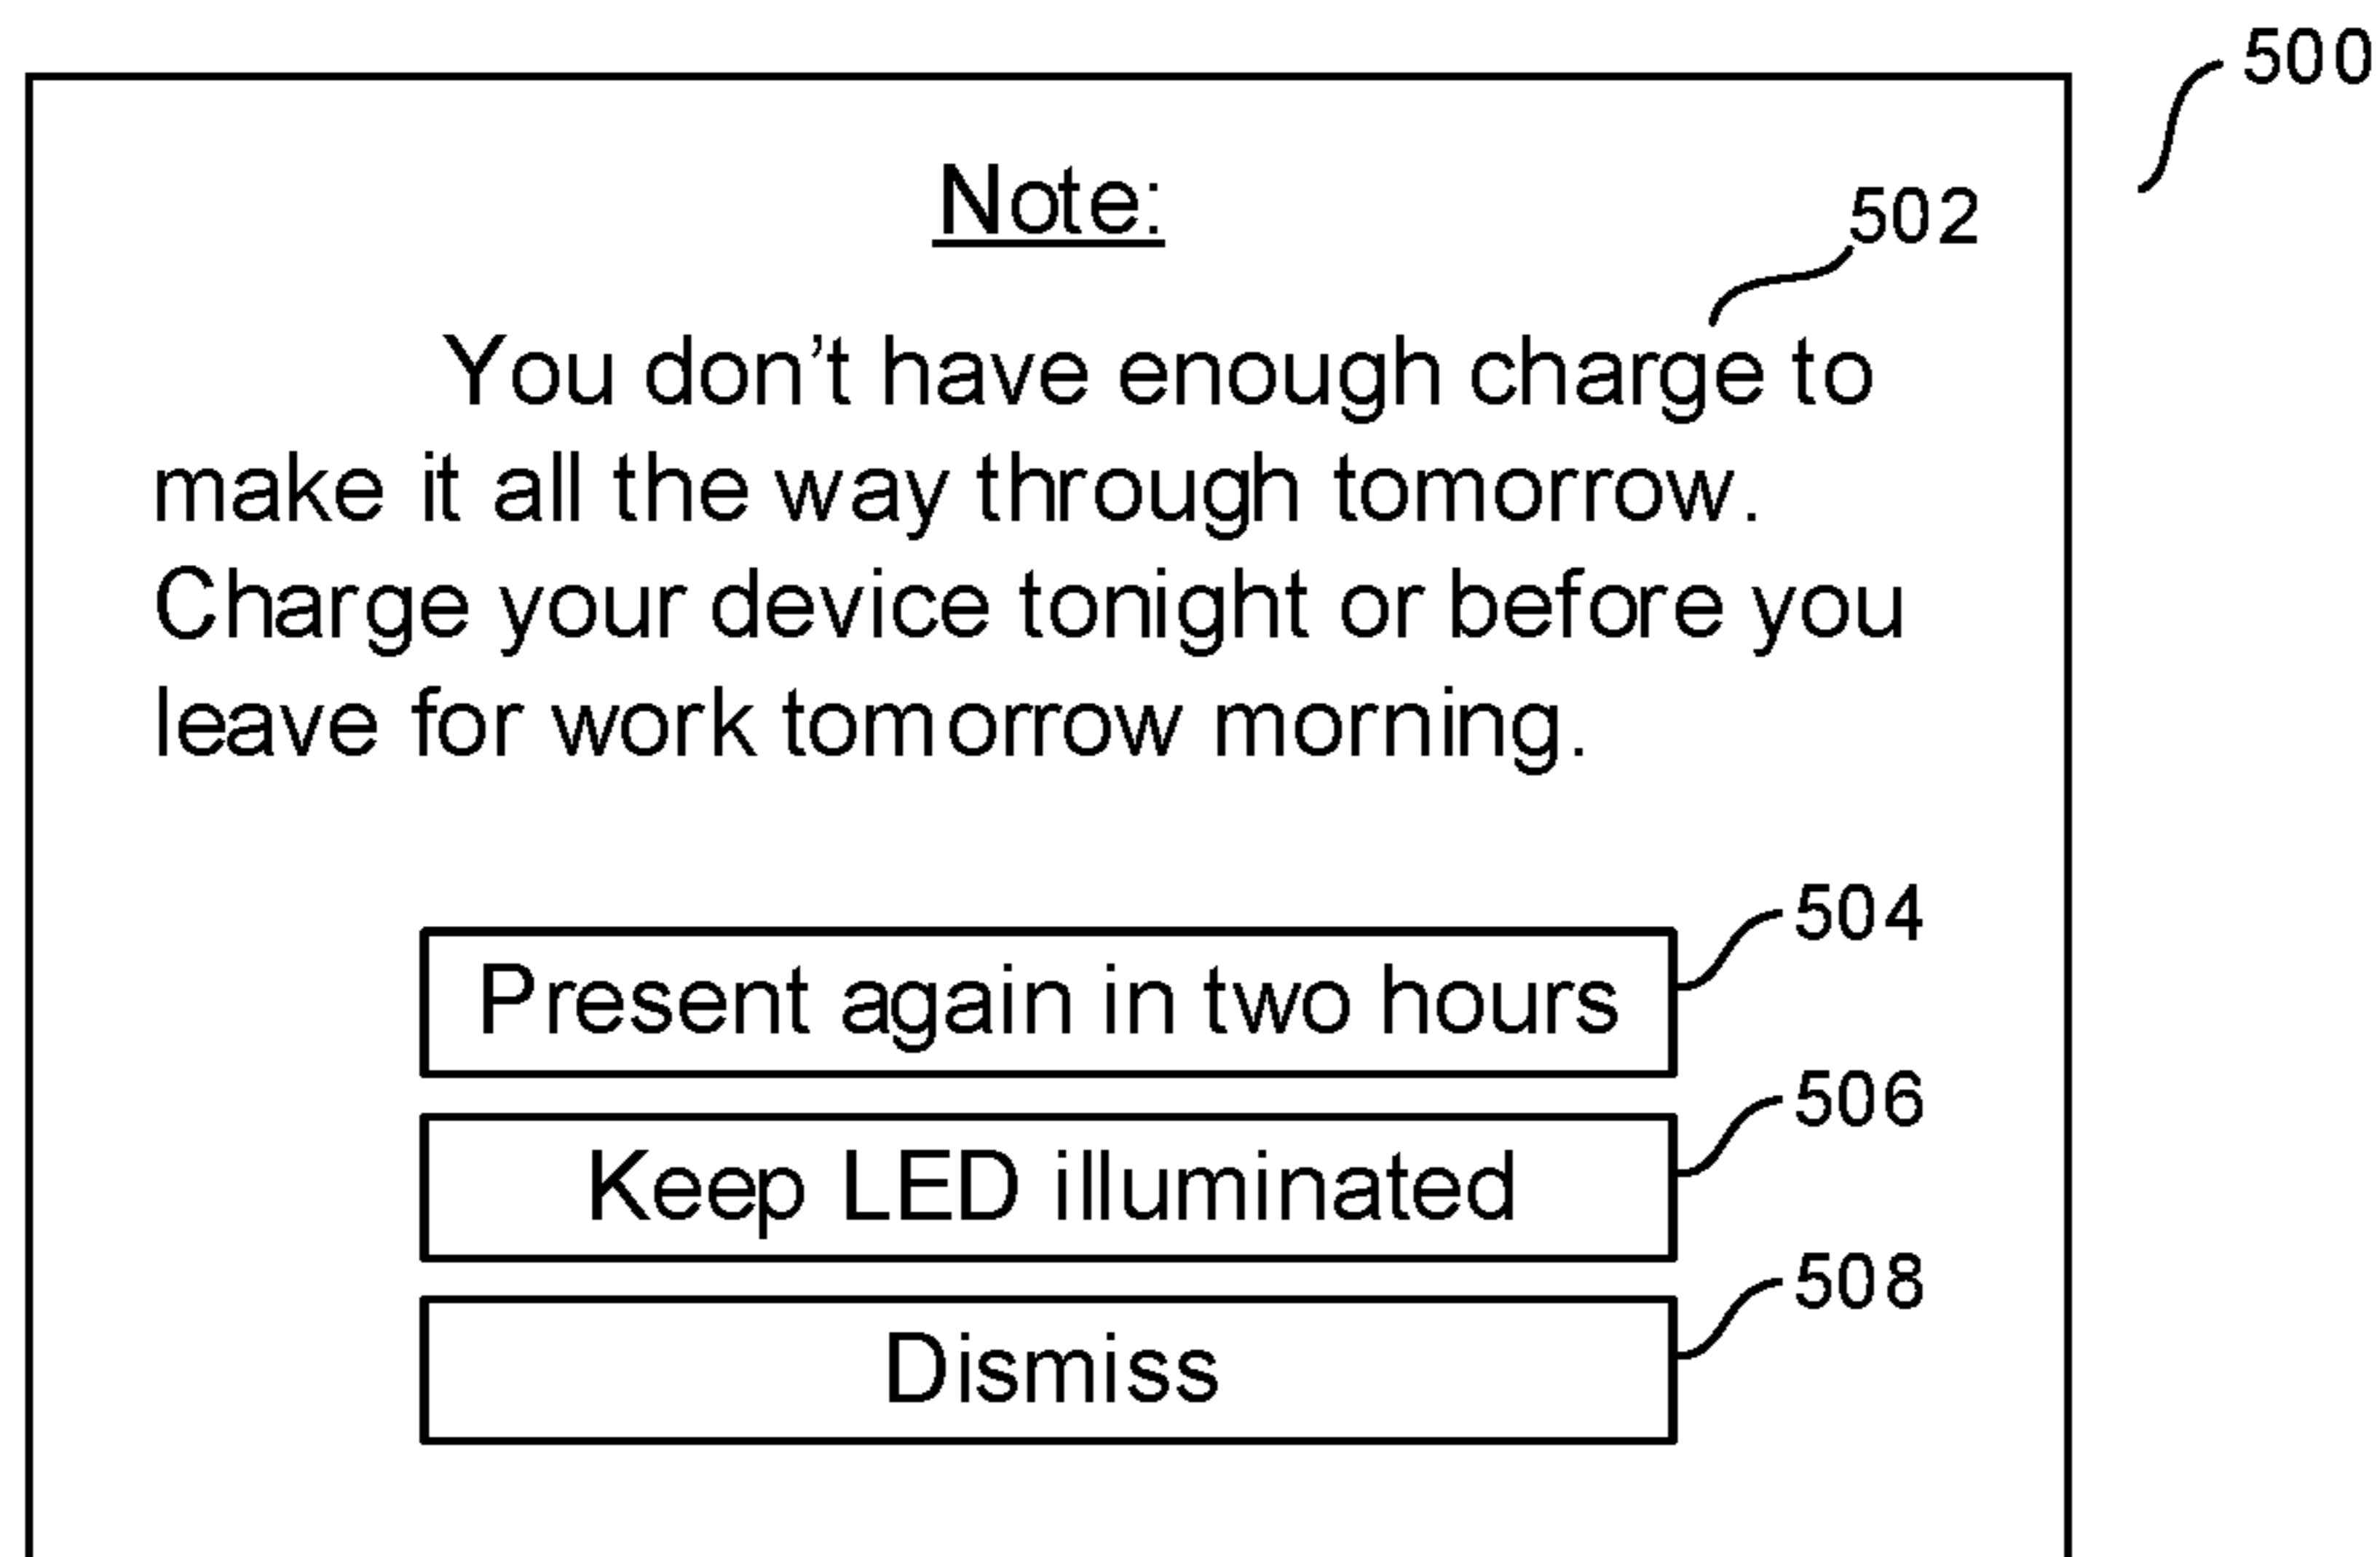 500
Note:
502
You don't have enough charge to
make it all the way through tomorrow.
Charge your device tonight or before you
leave for work tomorrow morning.
504
Present again in two hours
506
Keep LED illuminated
508
Dismiss